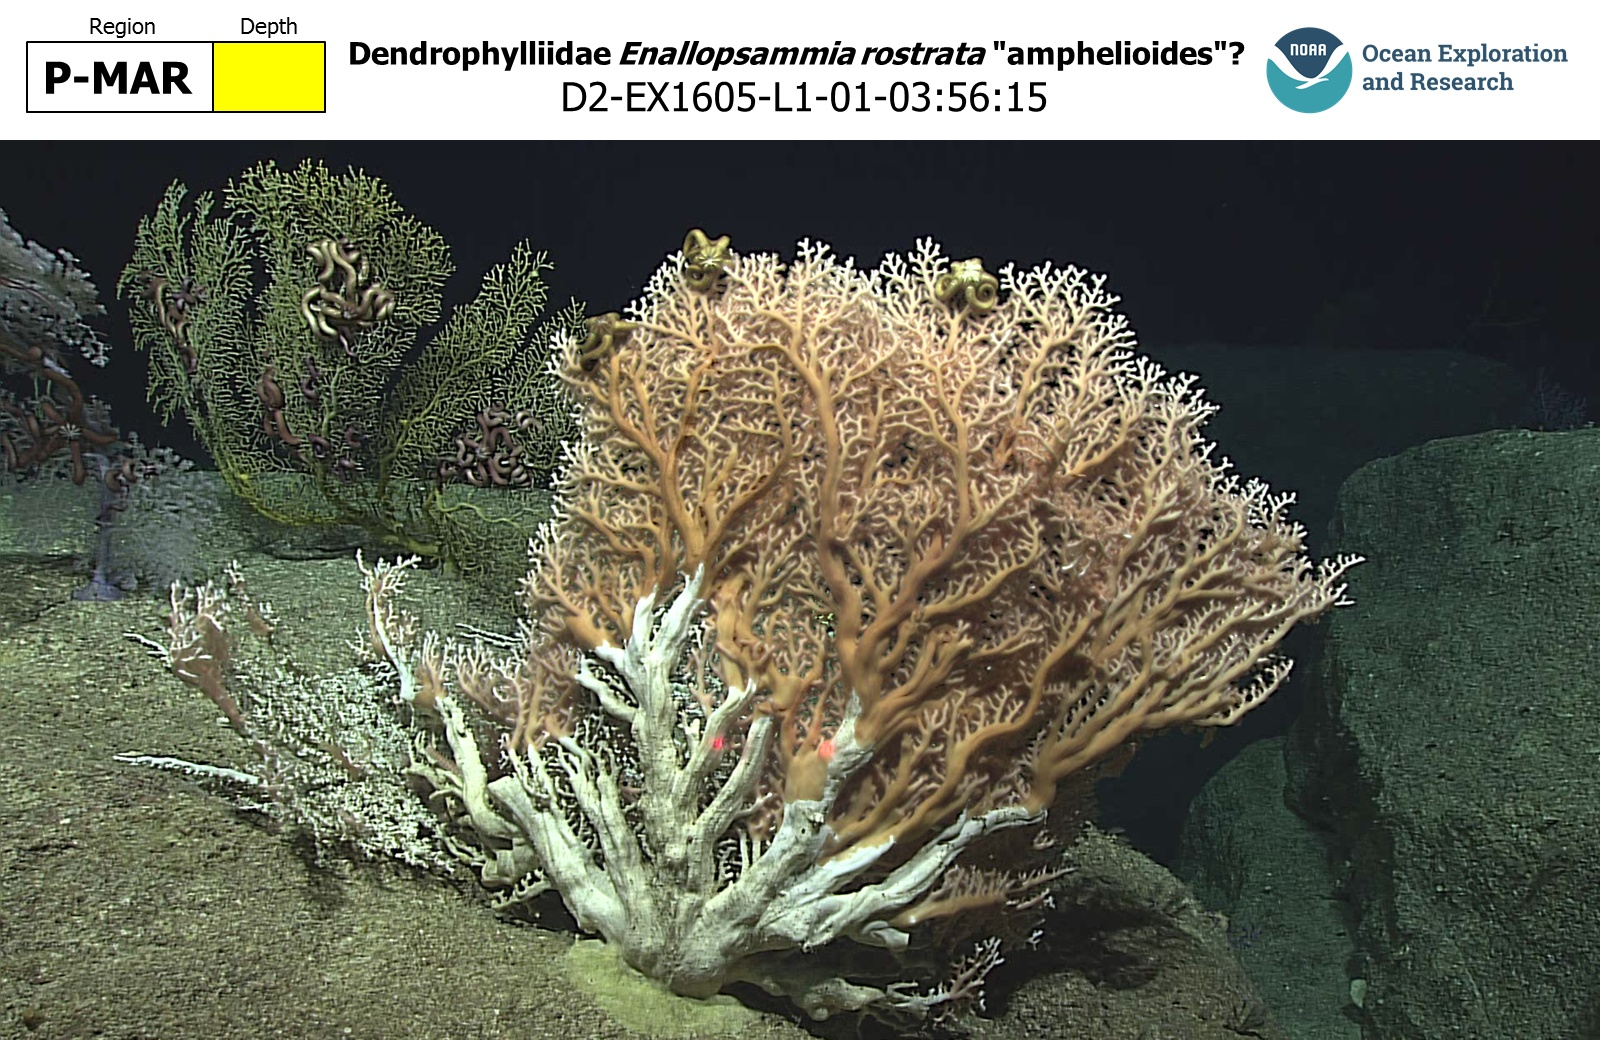 Region Depth
P-MAR
Dendrophylliidae Enallopsammia rostrata "amphelioides"?
D2-EX1605-L1-01-03:56:15
NOAA
Ocean Exploration
and Research